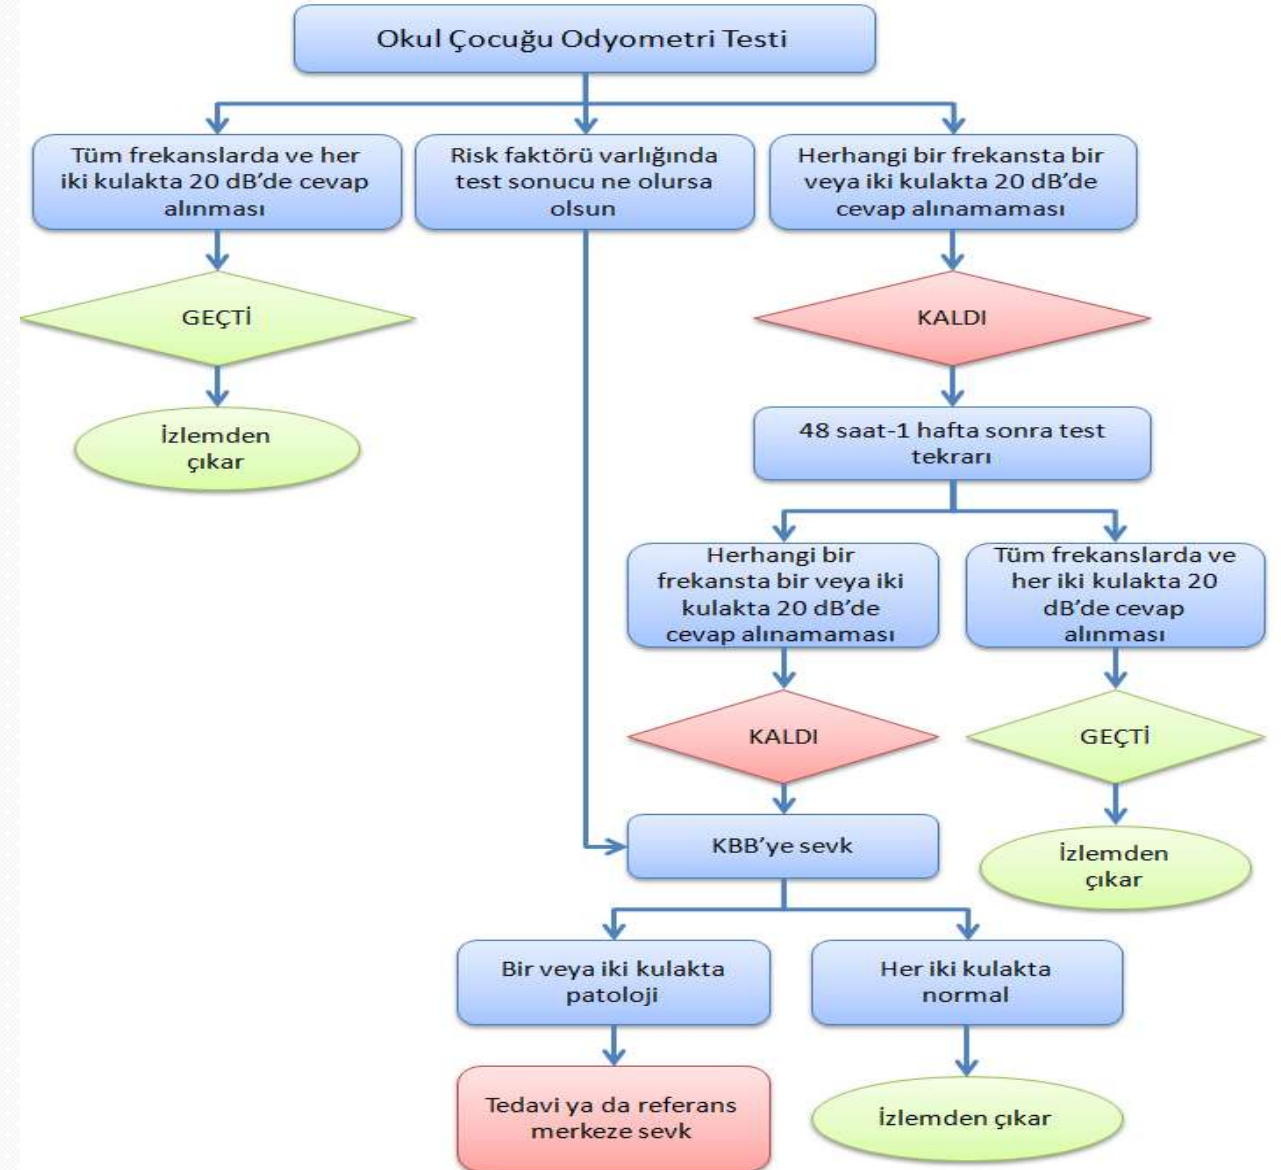 Okul Çocuğu Odyometri Testi
Tüm frekanslarda ve her
iki kulakta 20 dB’de cevap
alınması
Risk faktörü varlığında
test sonucu ne olursa
olsun
Herhangi bir frekansta bir
veya iki kulakta 20 dB’de
cevap alınamaması
GEÇTİ
KALDI
İzlemden
çıkar
48 saat-1 hafta sonra test
tekrarı
Herhangi bir
frekansta bir veya iki
kulakta 20 dB’de
cevap alınamaması
Tüm frekanslarda ve
her iki kulakta 20
dB’de cevap
alınması
KALDI
GEÇTİ
KBB’ye sevk
İzlemden
çıkar
Bir veya iki kulakta
patoloji
Her iki kulakta
normal
Tedavi ya da referans
merkeze sevk
İzlemden çıkar